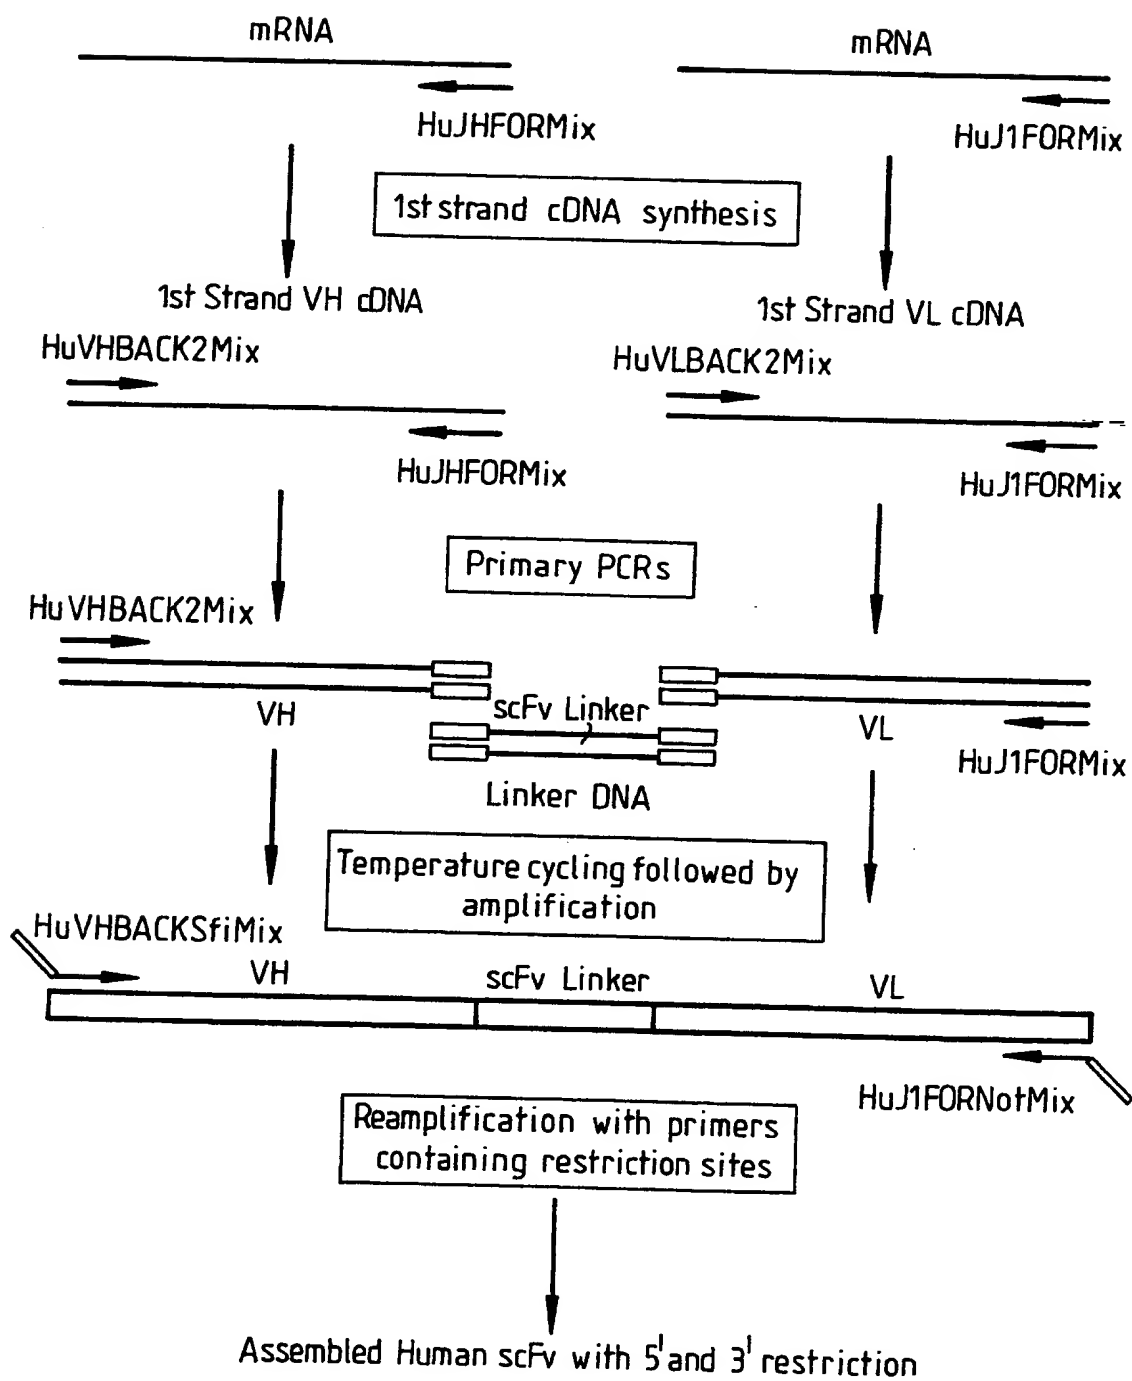 mRNA
mRNA
HuJHFORMix
HuJ1FORMix
1st strand cDNA synthesis
1st Strand VH cDNA
1st Strand VL cDNA
HuVHBACK2Mix
HuVLBACK2Mix
HuJHFORMix
HuJ1FORMix
Primary PCRs
HuVHBACK2Mix
VH
scFv Linker
VL
HuJ1FORMix
Linker DNA
Temperature cycling followed by
amplification
HuVHBACKSfiMix
VH
scFv Linker
VL
HuJ1FORNotMix
Reamplification with primers
containing restriction sites
Assembled Human scFv with 5' and 3' restriction